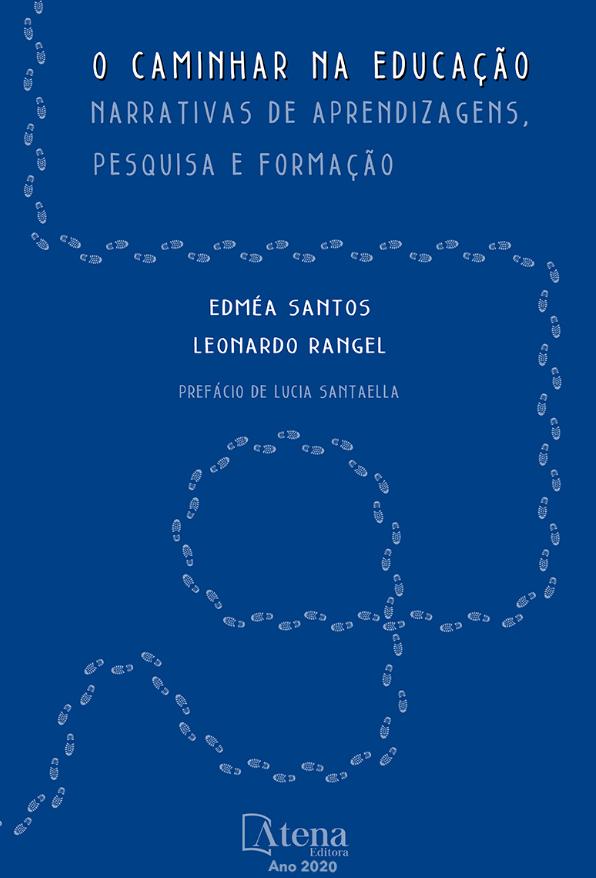 O CAMINHAR NA EDUCAÇÃO
NARRATIVAS DE APRENDIZAGENS,
PESQUISA E FORMAÇÃO
EDMÉA SANTOS
LEONARDO RANGEL
PREFÁCIO DE LUCIA SANTAELLA
Atena
Editora
Ano 2020